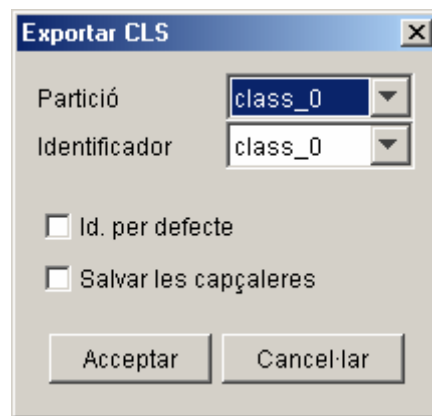 Exportar CLS
Partició class_0
Identificador class_0
Id. per defecte
Salvar les capçaleres
Acceptar Cancel·lar